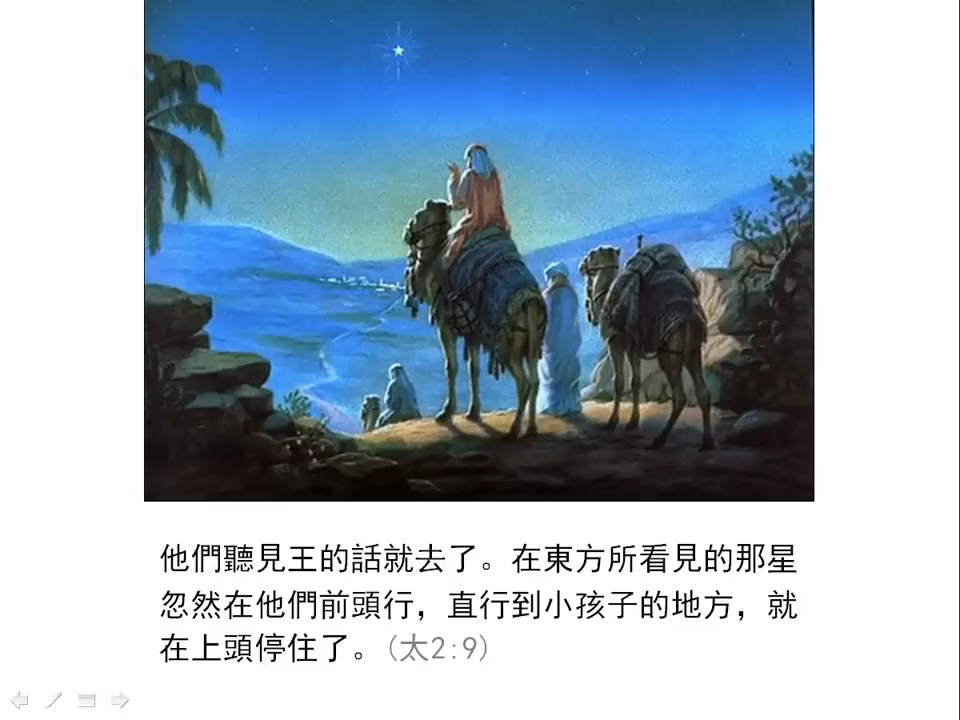 他們聽見王的話就去了。在東方所看見的那星
忽然在他們前頭行，直行到小孩子的地方，就
在上頭停住了。(太2:9)